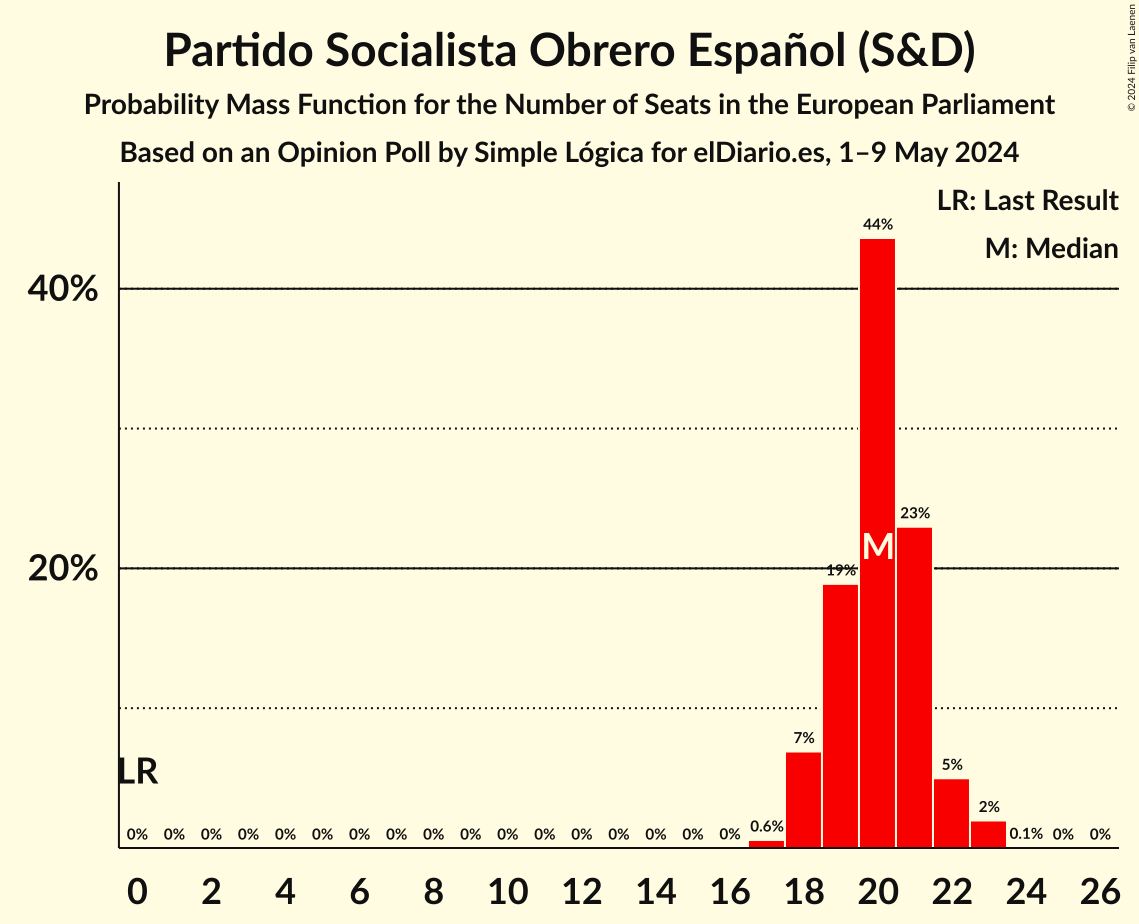 Partido Socialista Obrero Español (S&D)
Probability Mass Function for the Number of Seats in the European Parliament
Based on an Opinion Poll by Simple Lógica for elDiario.es, 1–9 May 2024
© 2024 Filip van Laenen
LR: Last Result
M: Median
44%
40%
23%
M
20%
19%
7%
5%
LR
2%
0% 0% 0% 0% 0% 0% 0% 0% 0% 0% 0% 0% 0% 0% 0% 0% 0% 0.6% 0.1% 0% 0%
0 2 4 6 8 10 12 14 16 18 20 22 24 26